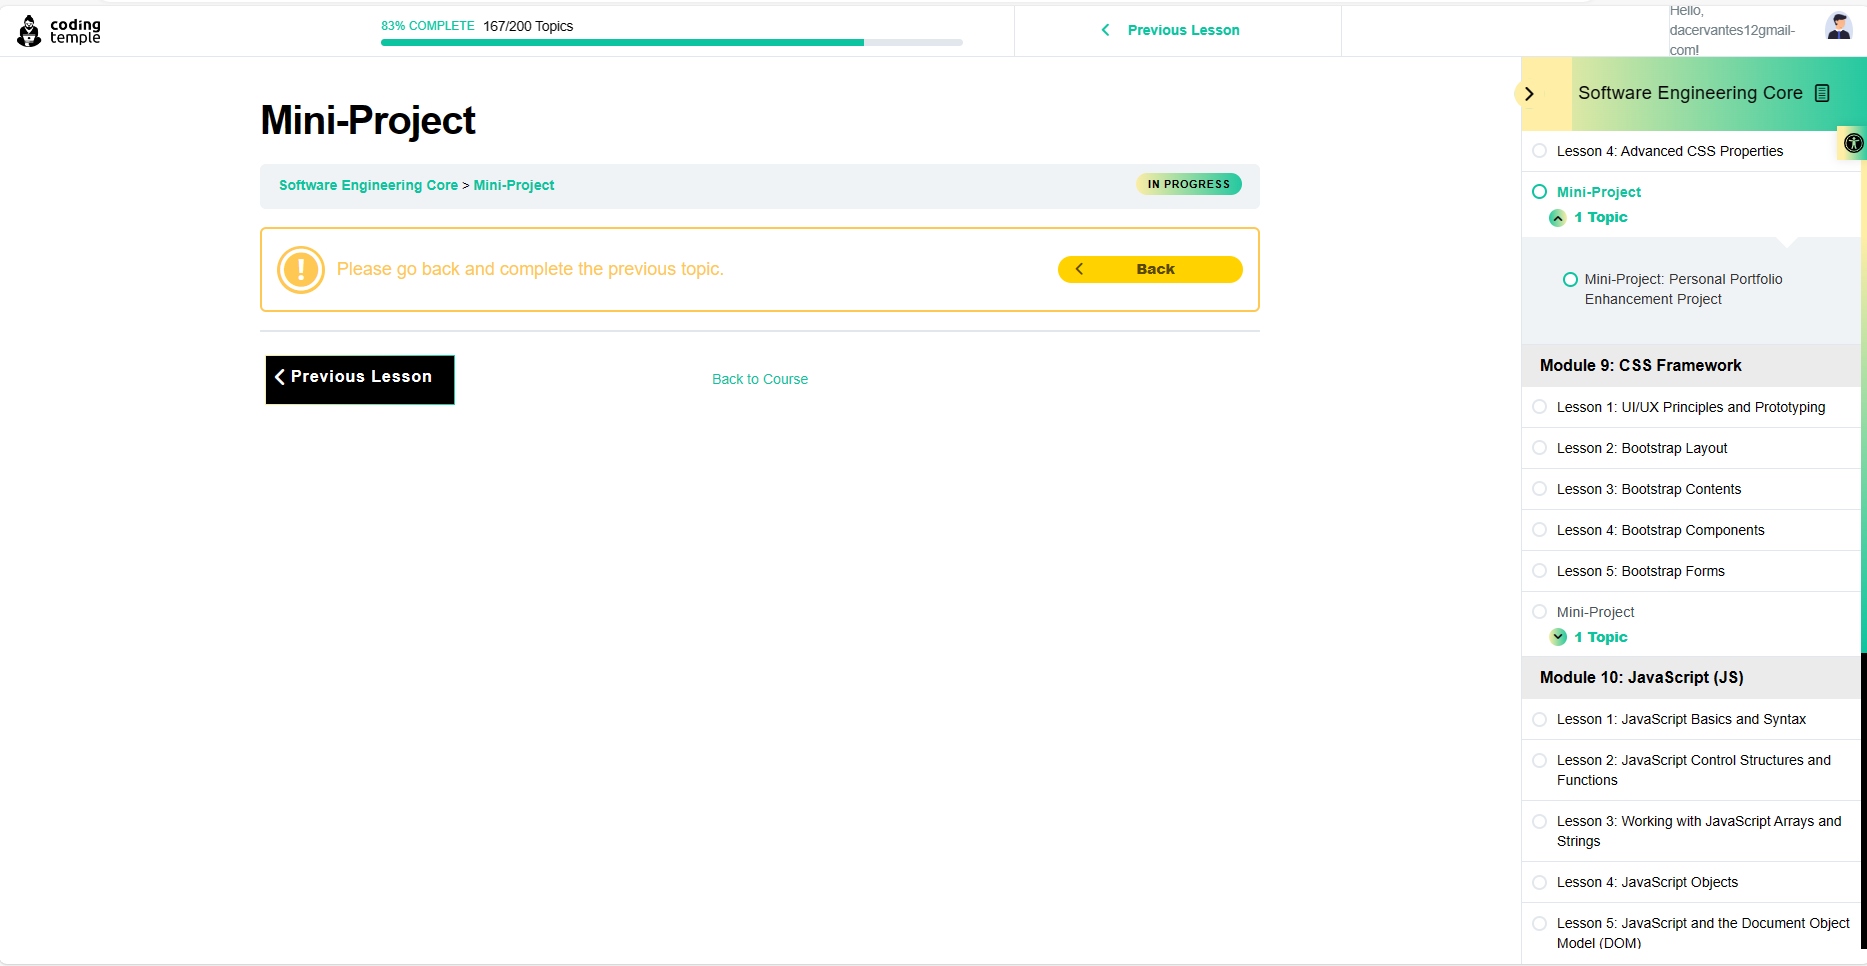 coding
temple
83% COMPLETE 167/200 Topics
Previous Lesson
Hello,
dacervantes12gmail-
com!
Mini-Project
Software Engineering Core > Mini-Project
IN PROGRESS
Please go back and complete the previous topic.
Back
Previous Lesson
Back to Course
Software Engineering Core
Lesson 4: Advanced CSS Properties
Mini-Project
1 Topic
Mini-Project: Personal Portfolio
Enhancement Project
Module 9: CSS Framework
Lesson 1: UI/UX Principles and Prototyping
Lesson 2: Bootstrap Layout
Lesson 3: Bootstrap Contents
Lesson 4: Bootstrap Components
Lesson 5: Bootstrap Forms
Mini-Project
1 Topic
Module 10: JavaScript (JS)
Lesson 1: JavaScript Basics and Syntax
Lesson 2: JavaScript Control Structures and
Functions
Lesson 3: Working with JavaScript Arrays and
Strings
Lesson 4: JavaScript Objects
Lesson 5: JavaScript and the Document Object
Model (DOM)